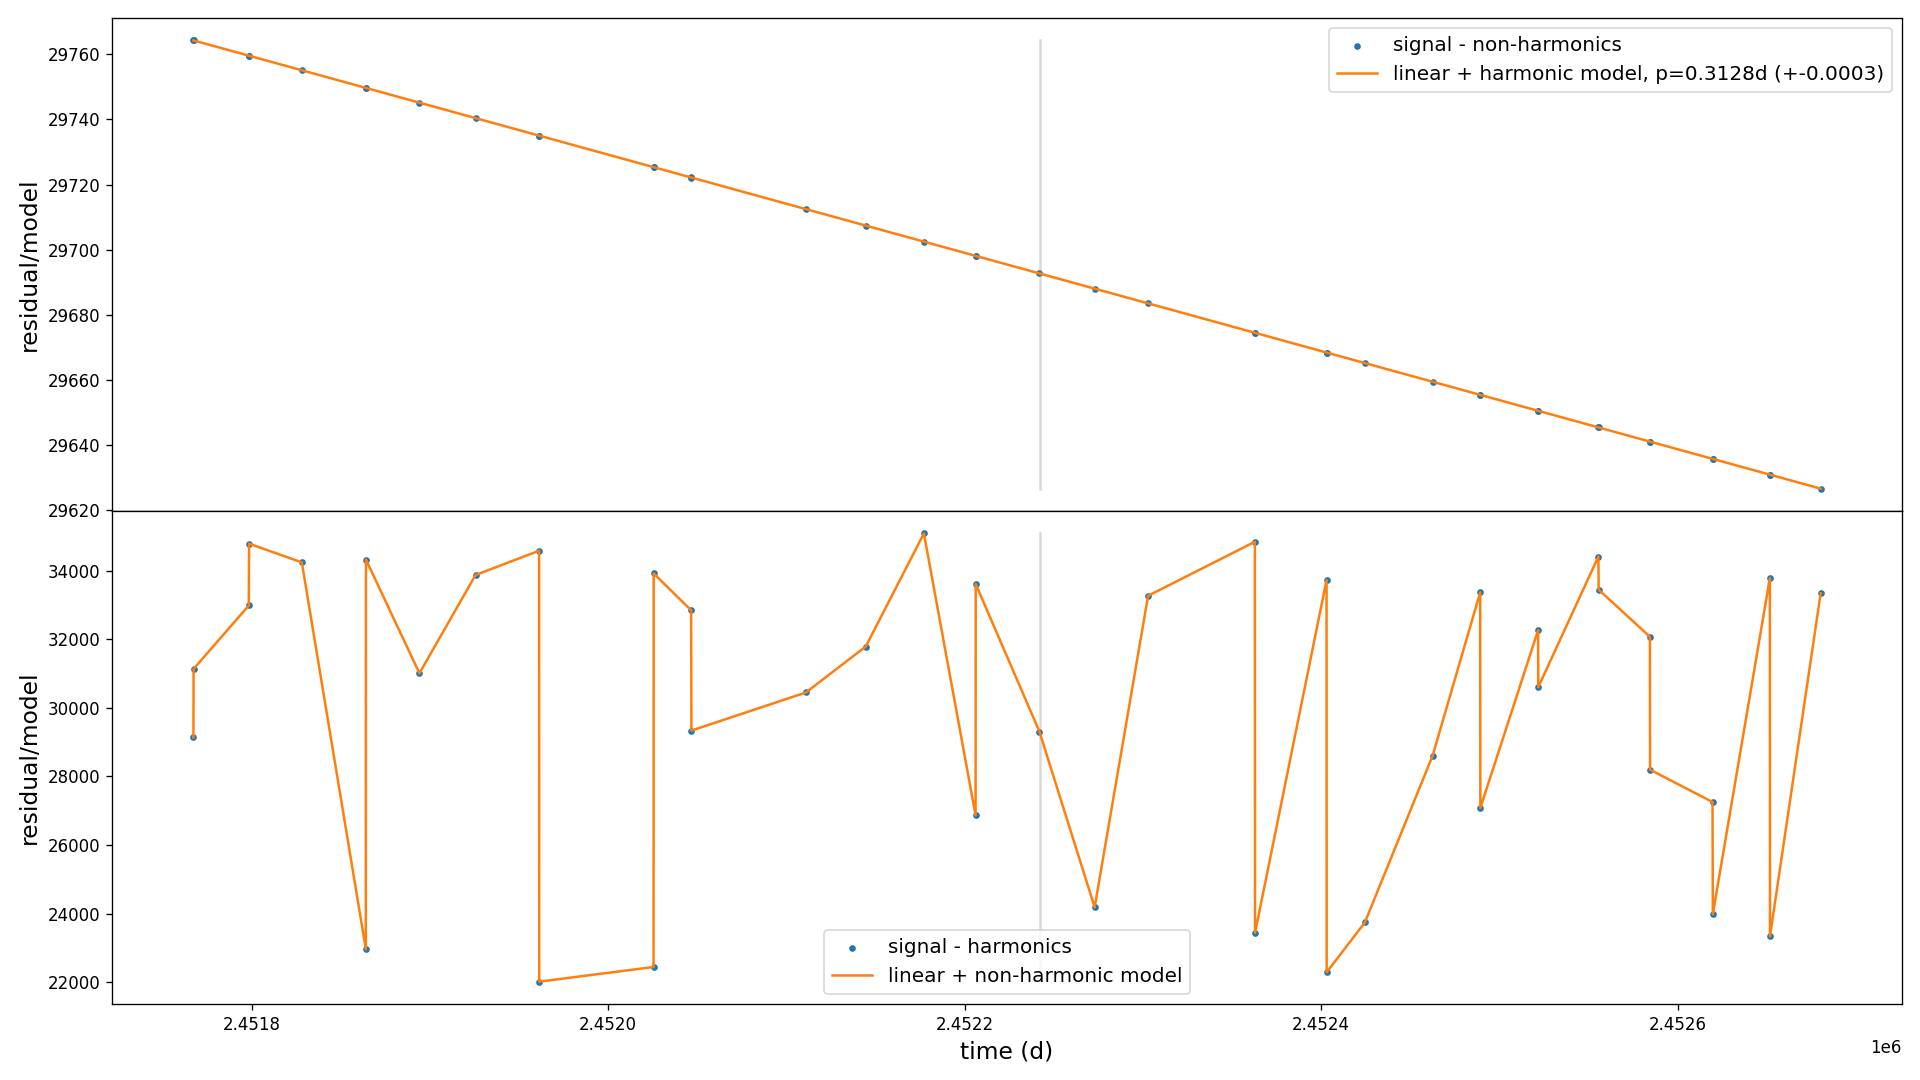 signal - non-harmonics
linear + harmonic model, p=0.3128d (+-0.0003)
residual/model
29760
29740
29720
29700
29680
29660
29640
29620
residual/model
34000
32000
30000
28000
26000
24000
22000
signal - harmonics
linear + non-harmonic model
2.4518 2.4520 2.4522 2.4524 2.4526
time (d)
1e6